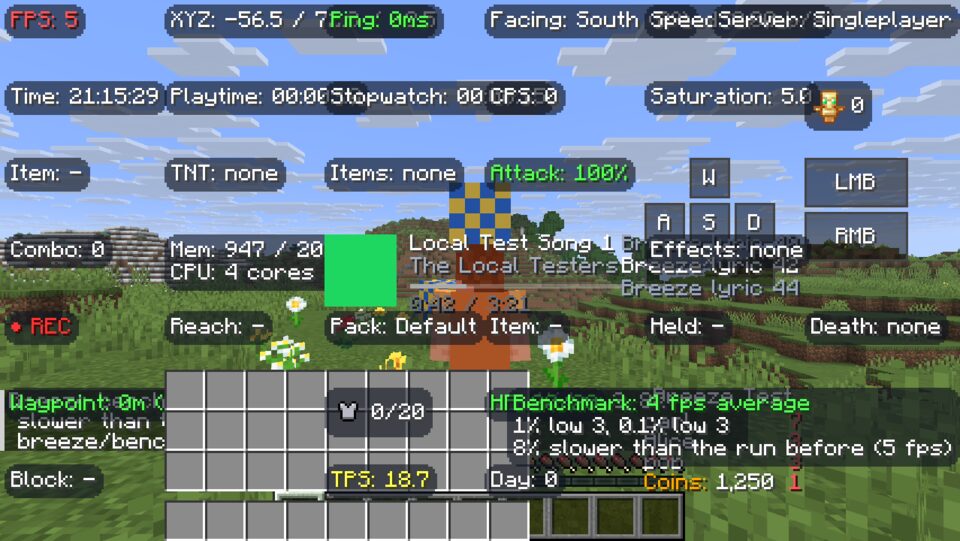 FPS: 5
XYZ: -56.5 / 7
Ping: 0ms
Facing: South
Speed
Server: Singleplayer
Time: 21:15:29
Playtime: 00:00
Stopwatch: 00
CPS: 0
Saturation: 5.0
0
Item: -
TNT: none
Items: none
Attack: 100%
W
LMB
A S D
RMB
Combo: 0
Mem: 947 / 20
CPU: 4 cores
Local Test Song 1
The Local Testers
0:42 / 3:21
Effects: none
Breeze lyric 42
Breeze lyric 44
REC
Reach: -
Pack: Default
Item: -
Held: -
Death: none
Waypoint: 0m
slower than
breeze/benc
0/20
Benchmark: 4 fps average
1% low 3, 0.1% low 3
8% slower than the run before (5 fps)
Block: -
TPS: 18.7
Day: 0
Coins: 1,250 1